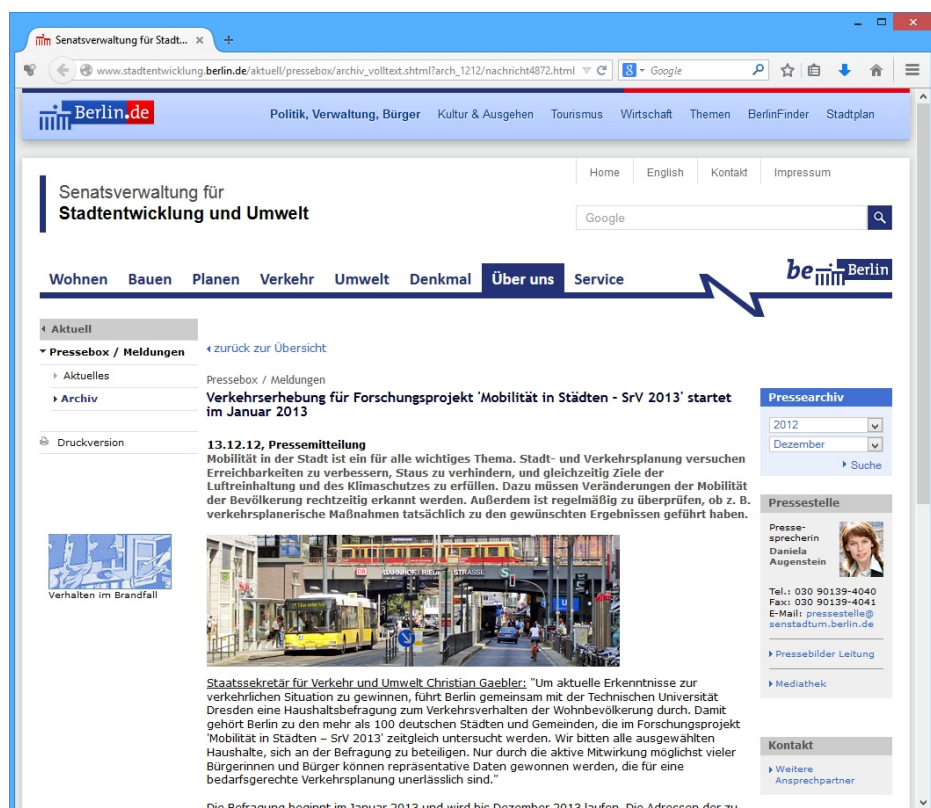 Senatsverwaltung für Stadt...
www.stadtentwicklung.berlin.de/aktuell/pressebox/archiv_volltext.shtml?arch_1212/nachricht4872.html
Google
Berlin.de
Politik, Verwaltung, Bürger Kultur & Ausgehen Tourismus Wirtschaft Themen BerlinFinder Stadtplan
Home English Kontakt Impressum
Senatsverwaltung für
Stadtentwicklung und Umwelt
Google
Wohnen Bauen Planen Verkehr Umwelt Denkmal Über uns Service
be Berlin
Aktuell
Pressebox / Meldungen
Aktuelles
Archiv
Druckversion
Verhalten im Brandfall
zurück zur Übersicht
Pressebox / Meldungen
Verkehrserhebung für Forschungsprojekt 'Mobilität in Städten - SrV 2013' startet
im Januar 2013
13.12.12, Pressemitteilung
Mobilität in der Stadt ist ein für alle wichtiges Thema. Stadt- und Verkehrsplanung versuchen
Erreichbarkeiten zu verbessern, Staus zu verhindern, und gleichzeitig Ziele der
Luftreinhaltung und des Klimaschutzes zu erfüllen. Dazu müssen Veränderungen der Mobilität
der Bevölkerung rechtzeitig erkannt werden. Außerdem ist regelmäßig zu überprüfen, ob z. B.
verkehrsplanerische Maßnahmen tatsächlich zu den gewünschten Ergebnissen geführt haben.
DB BAHNHOF FRIEDRICHSTRASSE S
U
Staatssekretär für Verkehr und Umwelt Christian Gaebler: "Um aktuelle Erkenntnisse zur
verkehrlichen Situation zu gewinnen, führt Berlin gemeinsam mit der Technischen Universität
Dresden eine Haushaltsbefragung zum Verkehrsverhalten der Wohnbevölkerung durch. Damit
gehört Berlin zu den mehr als 100 deutschen Städten und Gemeinden, die im Forschungsprojekt
'Mobilität in Städten – SrV 2013' zeitgleich untersucht werden. Wir bitten alle ausgewählten
Haushalte, sich an der Befragung zu beteiligen. Nur durch die aktive Mitwirkung möglichst vieler
Bürgerinnen und Bürger können repräsentative Daten gewonnen werden, die für eine
bedarfsgerechte Verkehrsplanung unerlässlich sind."
Die Befragung beginnt im Januar 2013 und wird bis Dezember 2013 laufen. Die Adressen der zu
Pressearchiv
2012
Dezember
Suche
Pressestelle
Presse-
sprecherin
Daniela
Augenstein
Tel.: 030 90139-4040
Fax: 030 90139-4041
E-Mail: pressestelle@
senstadtum.berlin.de
Pressebilder Leitung
Mediathek
Kontakt
Weitere
Ansprechpartner